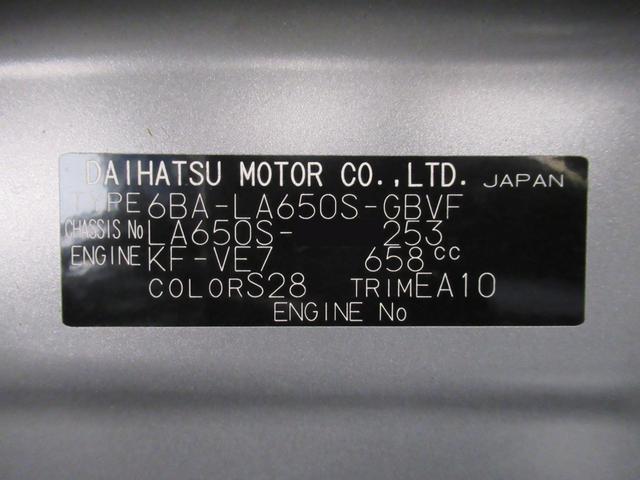 DAIHATSU MOTOR CO.,LTD. JAPAN
TYPE 6BA-LA650S-GBVF
CHASSIS No LA650S- 253
ENGINE KF-VE7 658cc
COLOR S28 TRIM EA10
ENGINE No